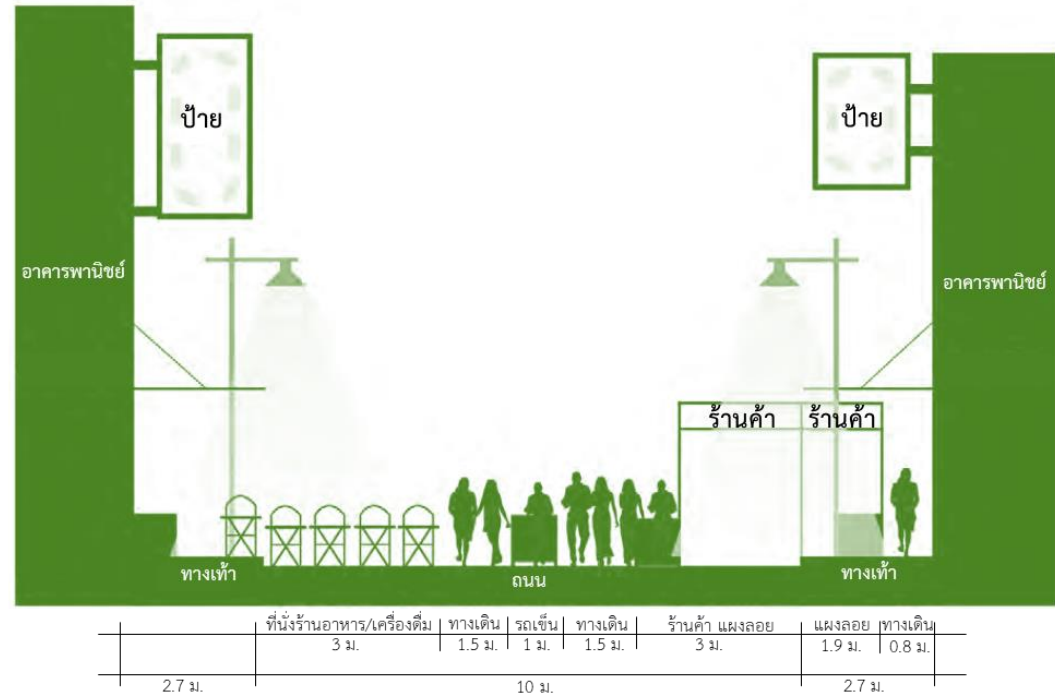 ป้าย
ป้าย
อาคารพานิชย์
อาคารพานิชย์
ร้านค้า
ร้านค้า
ทางเท้า
ถนน
ทางเท้า
ที่นั่งร้านอาหาร/เครื่องดื่ม
ทางเดิน
รถเข็น
ทางเดิน
ร้านค้า แผงลอย
แผงลอย
ทางเดิน
3 ม.
1.5 ม.
1 ม.
1.5 ม.
3 ม.
1.9 ม.
0.8 ม.
2.7 ม.
10 ม.
2.7 ม.